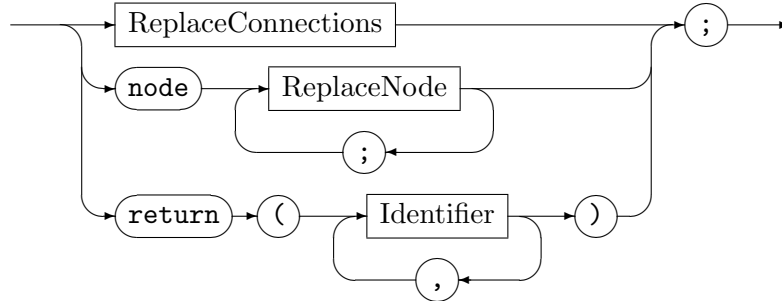 ReplaceConnections ;
node ReplaceNode
;
return ( Identifier )
,